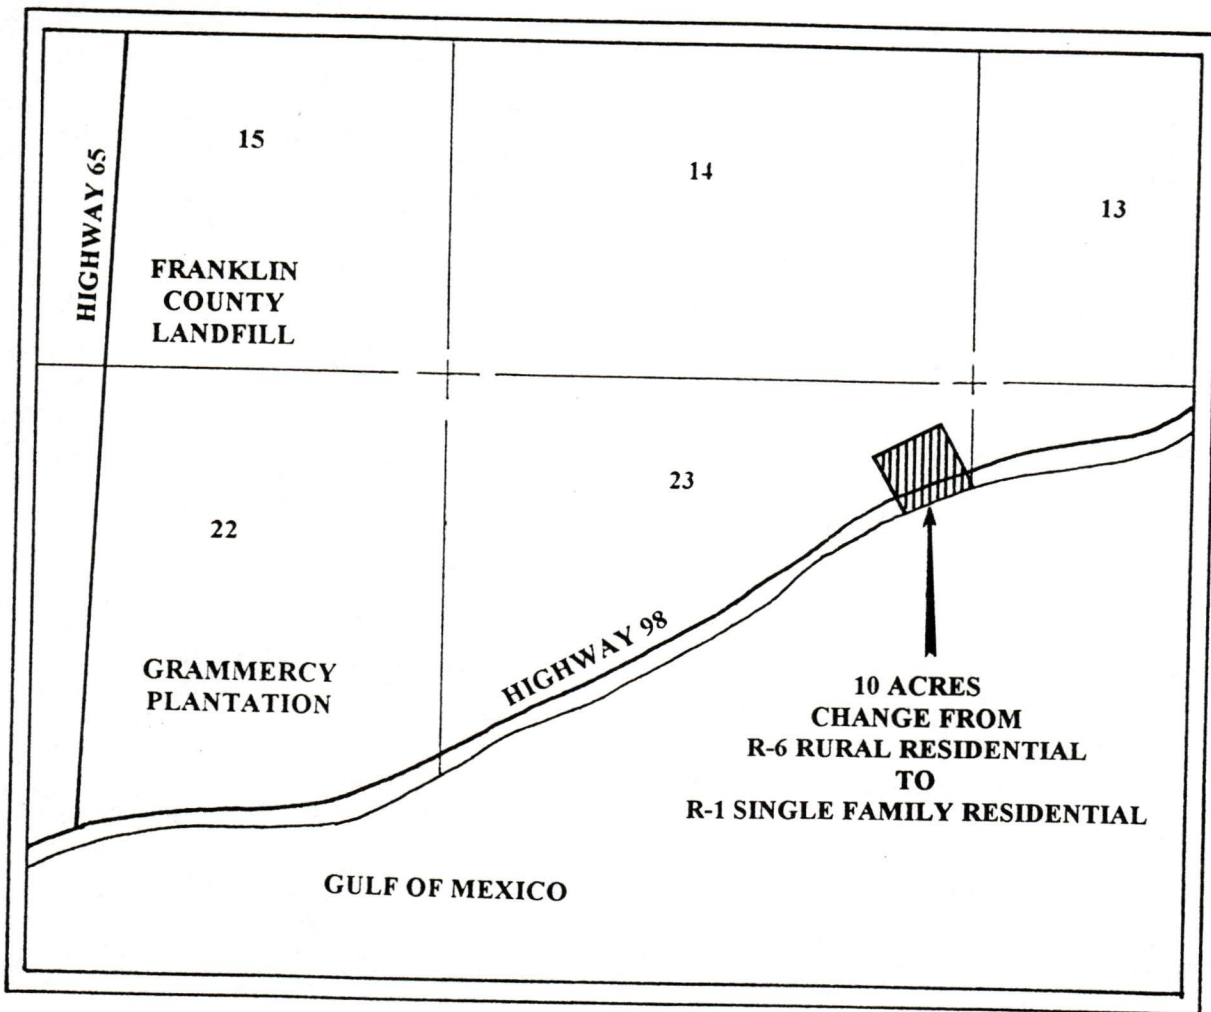 15
14
13
HIGHWAY 65
FRANKLIN
COUNTY
LANDFILL
22
23
GRAMMERCY
PLANTATION
HIGHWAY 98
10 ACRES
CHANGE FROM
R-6 RURAL RESIDENTIAL
TO
R-1 SINGLE FAMILY RESIDENTIAL
GULF OF MEXICO